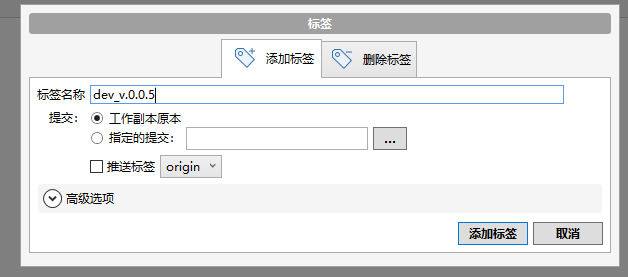 标签
添加标签 删除标签
标签名称 dev_v.0.0.5
提交: 工作副本原本
指定的提交: ...
推送标签 origin
高级选项
添加标签 取消